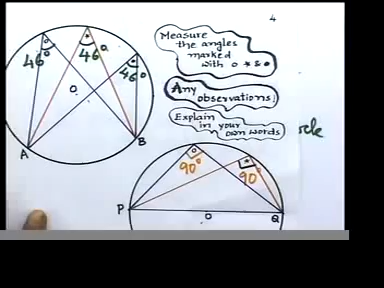 4
Measure
the angles
marked
with o * & •
46°
46°
46°
O
Any
observations!
Explain
in your
own words
A
B
90°
90°
P
O
Q